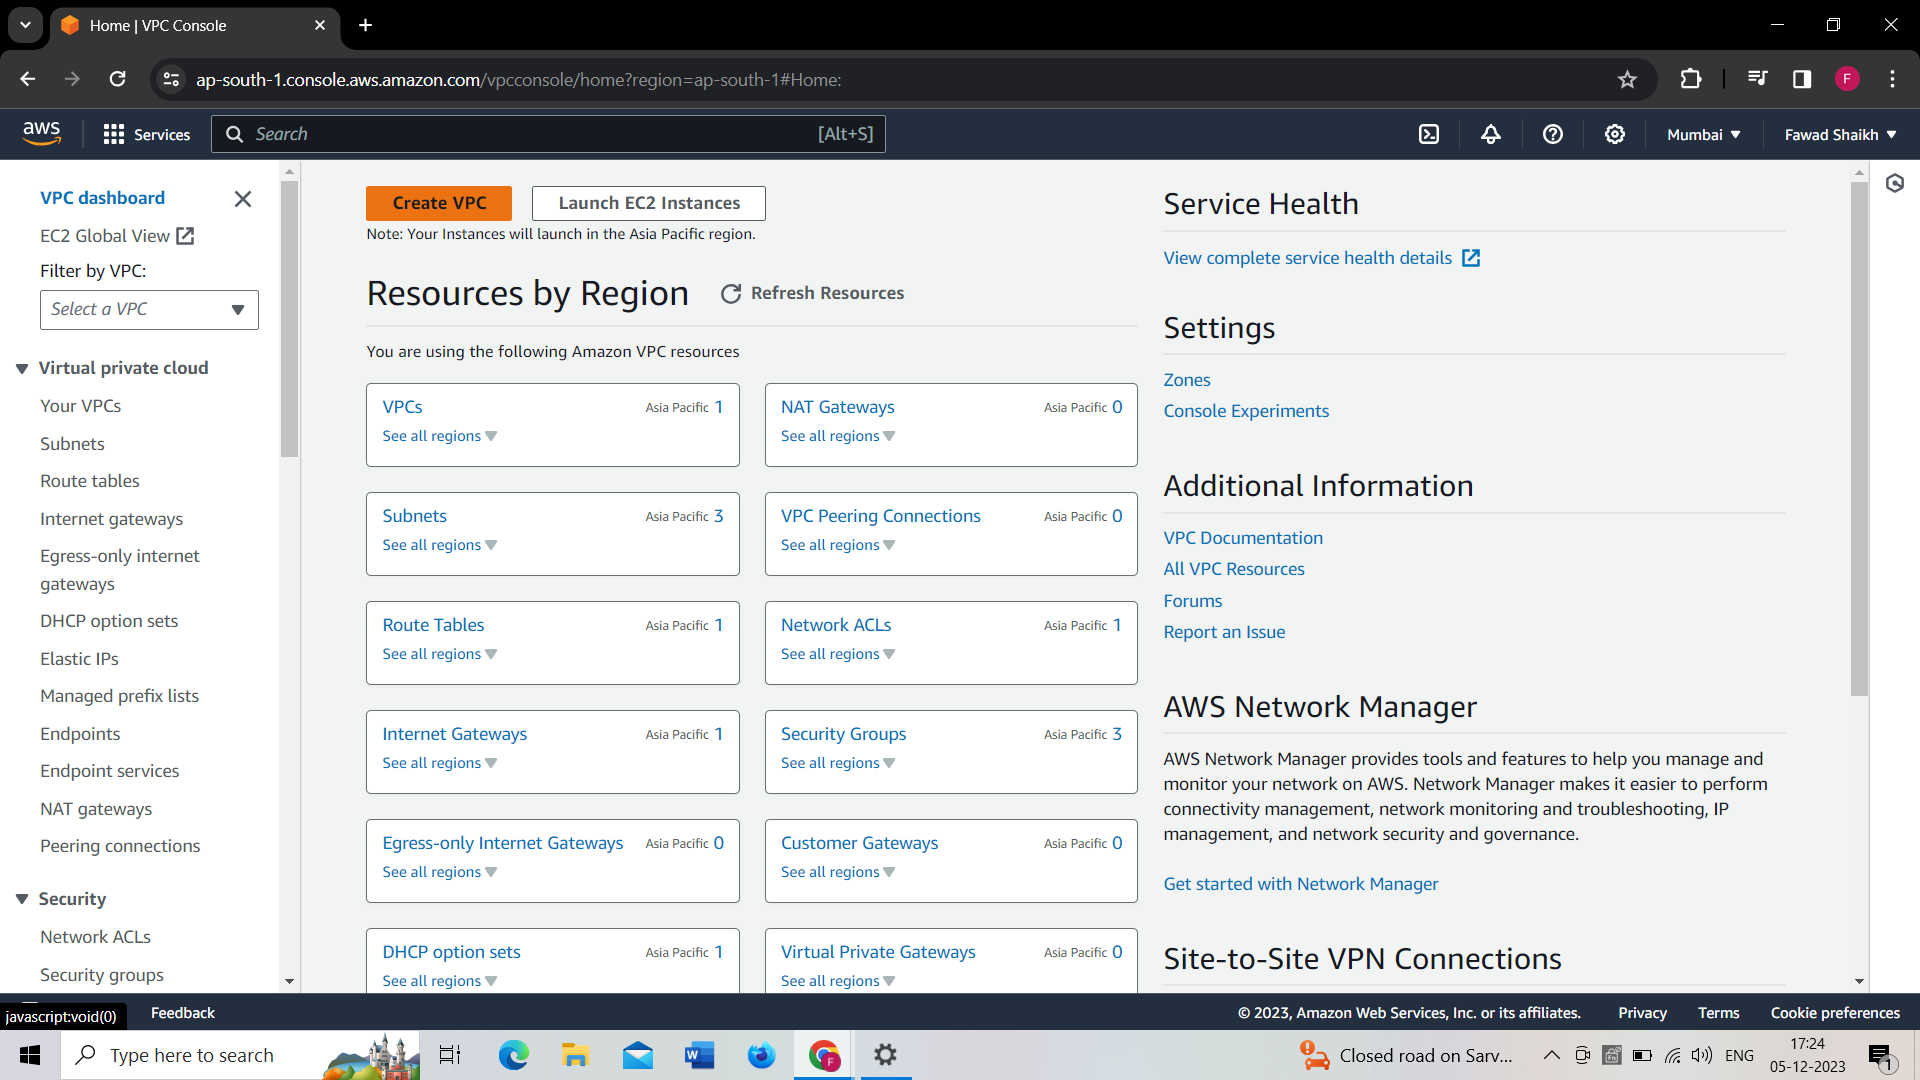 Home | VPC Console
ap-south-1.console.aws.amazon.com/vpcconsole/home?region=ap-south-1#Home:
F
aws
Services
Search
[Alt+S]
Mumbai ▼
Fawad Shaikh ▼
VPC dashboard
EC2 Global View
Filter by VPC:
Select a VPC
Virtual private cloud
Your VPCs
Subnets
Route tables
Internet gateways
Egress-only internet
gateways
DHCP option sets
Elastic IPs
Managed prefix lists
Endpoints
Endpoint services
NAT gateways
Peering connections
Security
Network ACLs
Security groups
Create VPC
Launch EC2 Instances
Note: Your Instances will launch in the Asia Pacific region.
Resources by Region
Refresh Resources
You are using the following Amazon VPC resources
VPCs Asia Pacific 1
See all regions
NAT Gateways Asia Pacific 0
See all regions
Subnets Asia Pacific 3
See all regions
VPC Peering Connections Asia Pacific 0
See all regions
Route Tables Asia Pacific 1
See all regions
Network ACLs Asia Pacific 1
See all regions
Internet Gateways Asia Pacific 1
See all regions
Security Groups Asia Pacific 3
See all regions
Egress-only Internet Gateways Asia Pacific 0
See all regions
Customer Gateways Asia Pacific 0
See all regions
DHCP option sets Asia Pacific 1
See all regions
Virtual Private Gateways Asia Pacific 0
See all regions
Service Health
View complete service health details
Settings
Zones
Console Experiments
Additional Information
VPC Documentation
All VPC Resources
Forums
Report an Issue
AWS Network Manager
AWS Network Manager provides tools and features to help you manage and
monitor your network on AWS. Network Manager makes it easier to perform
connectivity management, network monitoring and troubleshooting, IP
management, and network security and governance.
Get started with Network Manager
Site-to-Site VPN Connections
javascript:void(0)
Feedback
© 2023, Amazon Web Services, Inc. or its affiliates.
Privacy
Terms
Cookie preferences
Type here to search
W
F
Closed road on Sarv...
ENG
17:24
05-12-2023
1